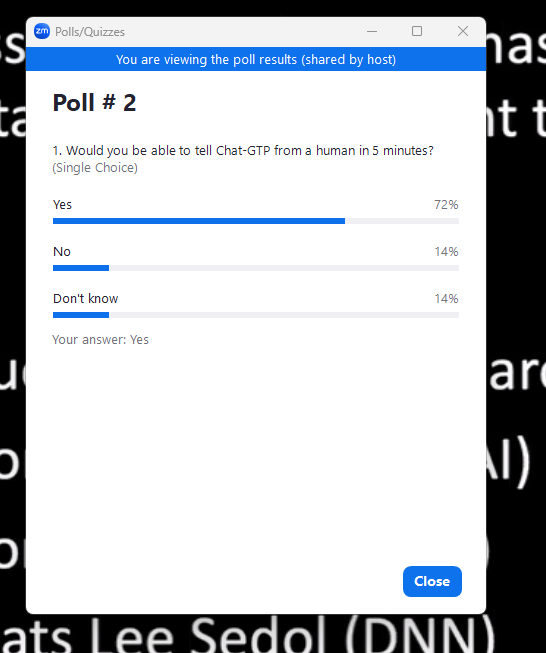 zm Polls/Quizzes
You are viewing the poll results (shared by host)
Poll # 2
1. Would you be able to tell Chat-GTP from a human in 5 minutes?
(Single Choice)
Yes 72%
No 14%
Don't know 14%
Your answer: Yes
Close
AI)
ats Lee Sedol (DNN)